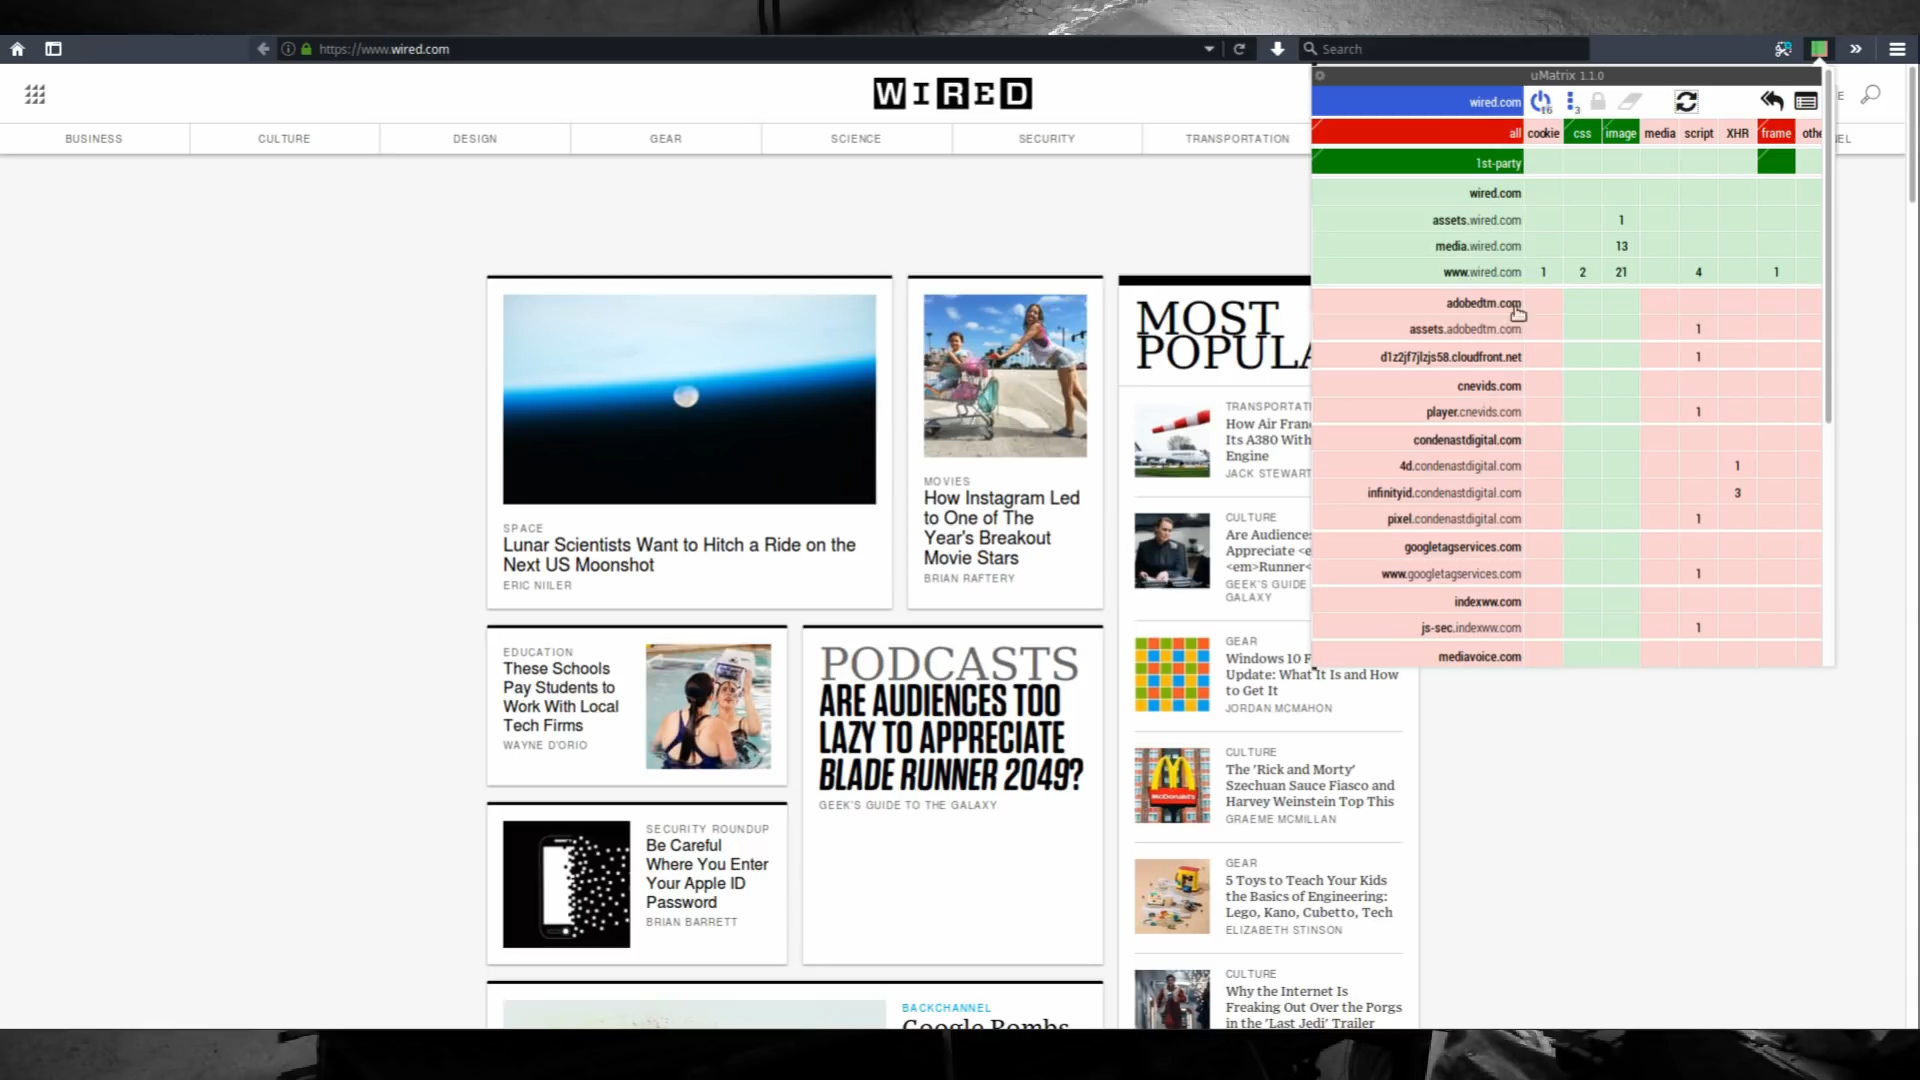 https://www.wired.com
Search
WIRED
BUSINESS
CULTURE
DESIGN
GEAR
SCIENCE
SECURITY
TRANSPORTATION
uMatrix 1.1.0
wired.com
16
3
all cookie css image media script XHR frame othe
1st-party
wired.com
assets.wired.com 1
media.wired.com 13
www.wired.com 1 2 21 4 1
adobedtm.com
assets.adobedtm.com 1
d1z2jf7jlzjs58.cloudfront.net 1
cnevids.com
player.cnevids.com 1
condenastdigital.com
4d.condenastdigital.com 1
infinityid.condenastdigital.com 3
pixel.condenastdigital.com 1
googletagservices.com
www.googletagservices.com 1
indexww.com
js-sec.indexww.com 1
mediavoice.com
SPACE
Lunar Scientists Want to Hitch a Ride on the
Next US Moonshot
ERIC NIILER
MOVIES
How Instagram Led
to One of The
Year's Breakout
Movie Stars
BRIAN RAFTERY
EDUCATION
These Schools
Pay Students to
Work With Local
Tech Firms
WAYNE D'ORIO
PODCASTS
ARE AUDIENCES TOO
LAZY TO APPRECIATE
BLADE RUNNER 2049?
GEEK'S GUIDE TO THE GALAXY
SECURITY ROUNDUP
Be Careful
Where You Enter
Your Apple ID
Password
BRIAN BARRETT
BACKCHANNEL
Google Bombs
MOST
POPULA
TRANSPORTATI
How Air Fran
Its A380 With
Engine
JACK STEWART
CULTURE
Are Audience
Appreciate <e
<em>Runner<
GEEK'S GUIDE
GALAXY
GEAR
Windows 10 F
Update: What It Is and How
to Get It
JORDAN MCMAHON
CULTURE
The 'Rick and Morty'
Szechuan Sauce Fiasco and
Harvey Weinstein Top This
GRAEME MCMILLAN
McDonald's
GEAR
5 Toys to Teach Your Kids
the Basics of Engineering:
Lego, Kano, Cubetto, Tech
ELIZABETH STINSON
CULTURE
Why the Internet Is
Freaking Out Over the Porgs
in the 'Last Jedi' Trailer